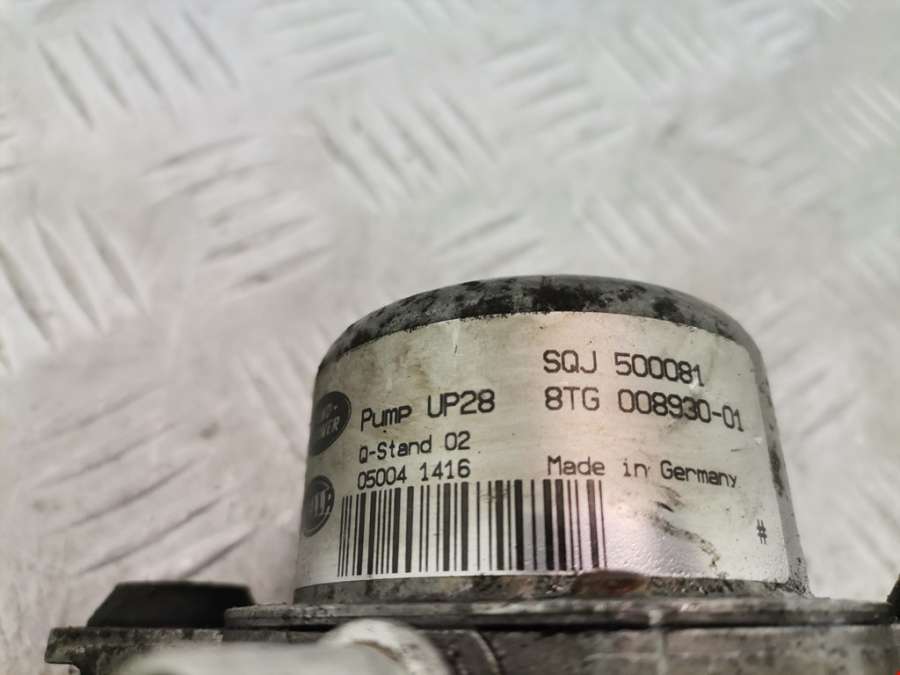 SQJ 500081
Pump UP28
8TG 008930-01
Q-Stand 02
05004 1416
Made in Germany
#